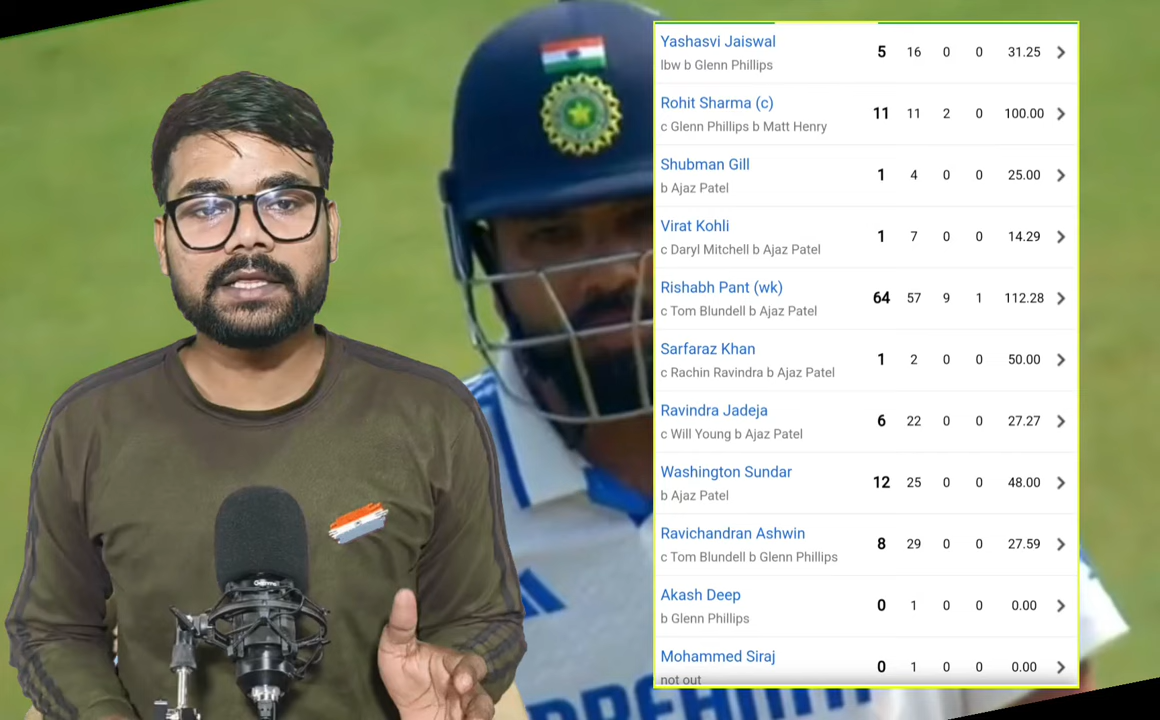 Yashasvi Jaiswal 5 16 0 0 31.25
lbw b Glenn Phillips
Rohit Sharma (c) 11 11 2 0 100.00
c Glenn Phillips b Matt Henry
Shubman Gill 1 4 0 0 25.00
b Ajaz Patel
Virat Kohli 1 7 0 0 14.29
c Daryl Mitchell b Ajaz Patel
Rishabh Pant (wk) 64 57 9 1 112.28
c Tom Blundell b Ajaz Patel
Sarfaraz Khan 1 2 0 0 50.00
c Rachin Ravindra b Ajaz Patel
Ravindra Jadeja 6 22 0 0 27.27
c Will Young b Ajaz Patel
Washington Sundar 12 25 0 0 48.00
b Ajaz Patel
Ravichandran Ashwin 8 29 0 0 27.59
c Tom Blundell b Glenn Phillips
Akash Deep 0 1 0 0 0.00
b Glenn Phillips
Mohammed Siraj 0 1 0 0 0.00
not out